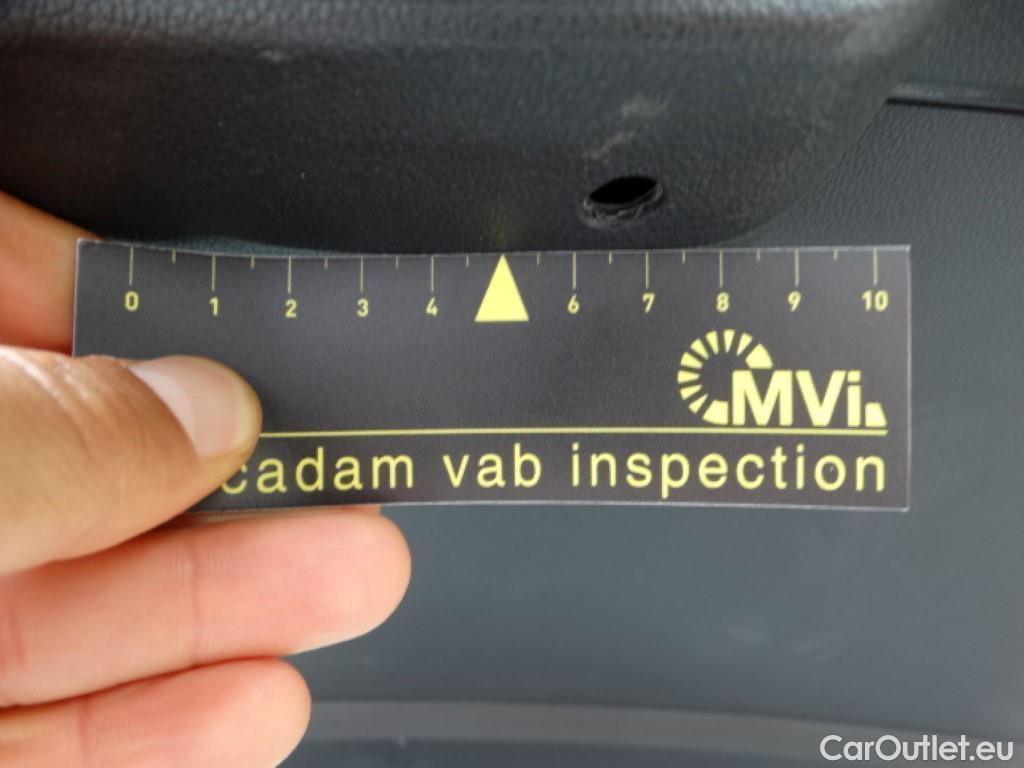 0 1 2 3 4 6 7 8 9 10
MVi
cadam vab inspection
CarOutlet.eu